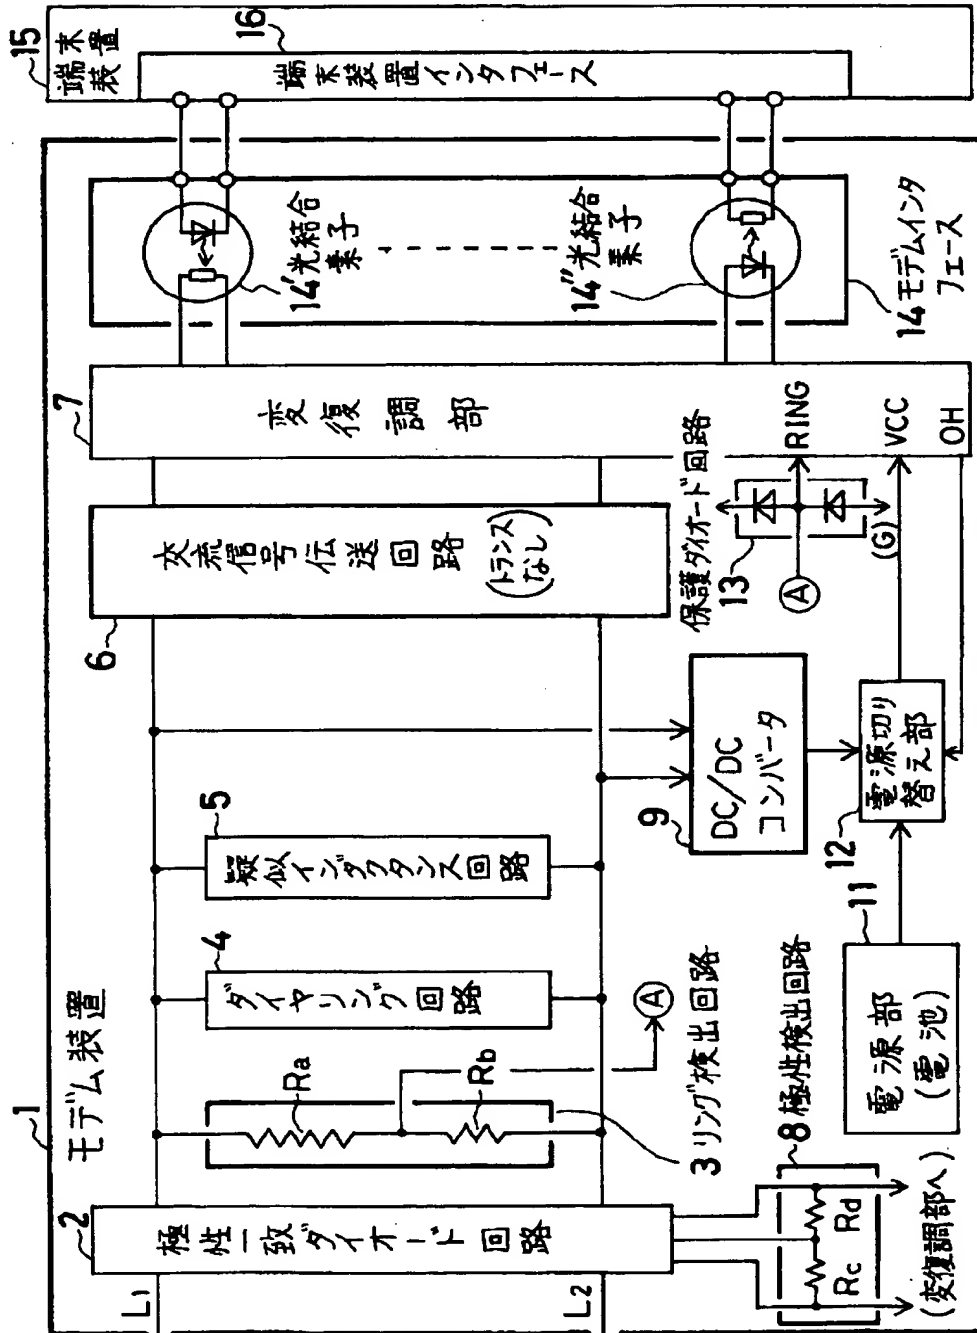 1
モデム装置
L1
L2
2
極性一致ダイオード回路
Ra
Rb
3 リング検出回路
A
4
ダイヤリング回路
5
疑似インダクタンス回路
6
交流信号伝送回路
(トランス
なし)
7
変復調部
RING
VCC
OH
8 極性検出回路
Rc
Rd
(変復調部へ)
9
DC/DC
コンバータ
11
電源部
(電池)
12
電源切り
替え部
保護ダイオード回路
13
A
(G)
14'光結合
素子
14"光結合
素子
14 モデムインタ
フェース
15
端末
装置
16
端末装置インタフェース